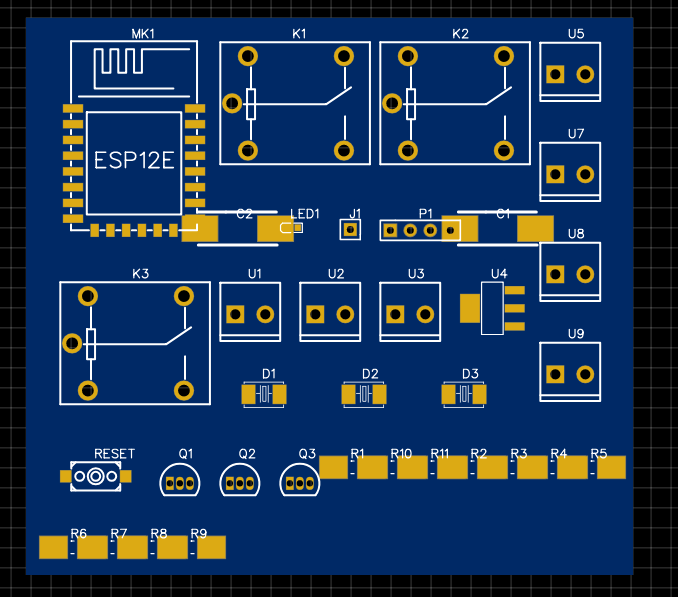 MK1 K1 K2 U5
ESP12E
U7
C2 LED1 J1 P1 C1
U8
K3 U1 U2 U3 U4
U9
D1 D2 D3
RESET Q1 Q2 Q3 R1 R10 R11 R2 R3 R4 R5
R6 R7 R8 R9